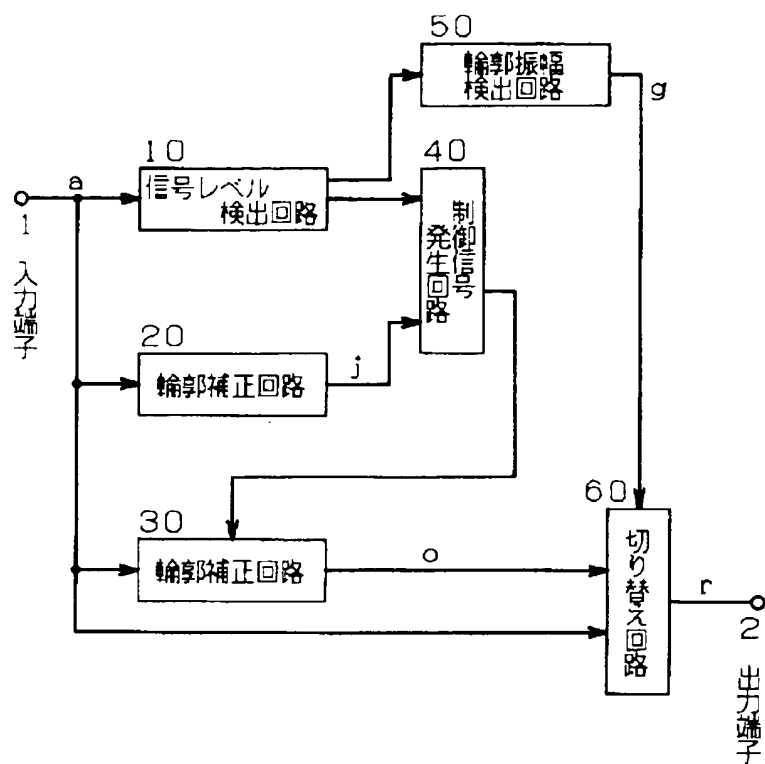 50
輪郭振幅
検出回路
g
10
信号レベル
検出回路
40
制御信号
発生回路
a
1
入力端子
20
輪郭補正回路
j
30
輪郭補正回路
o
60
切り替え回路
r
2
出力端子